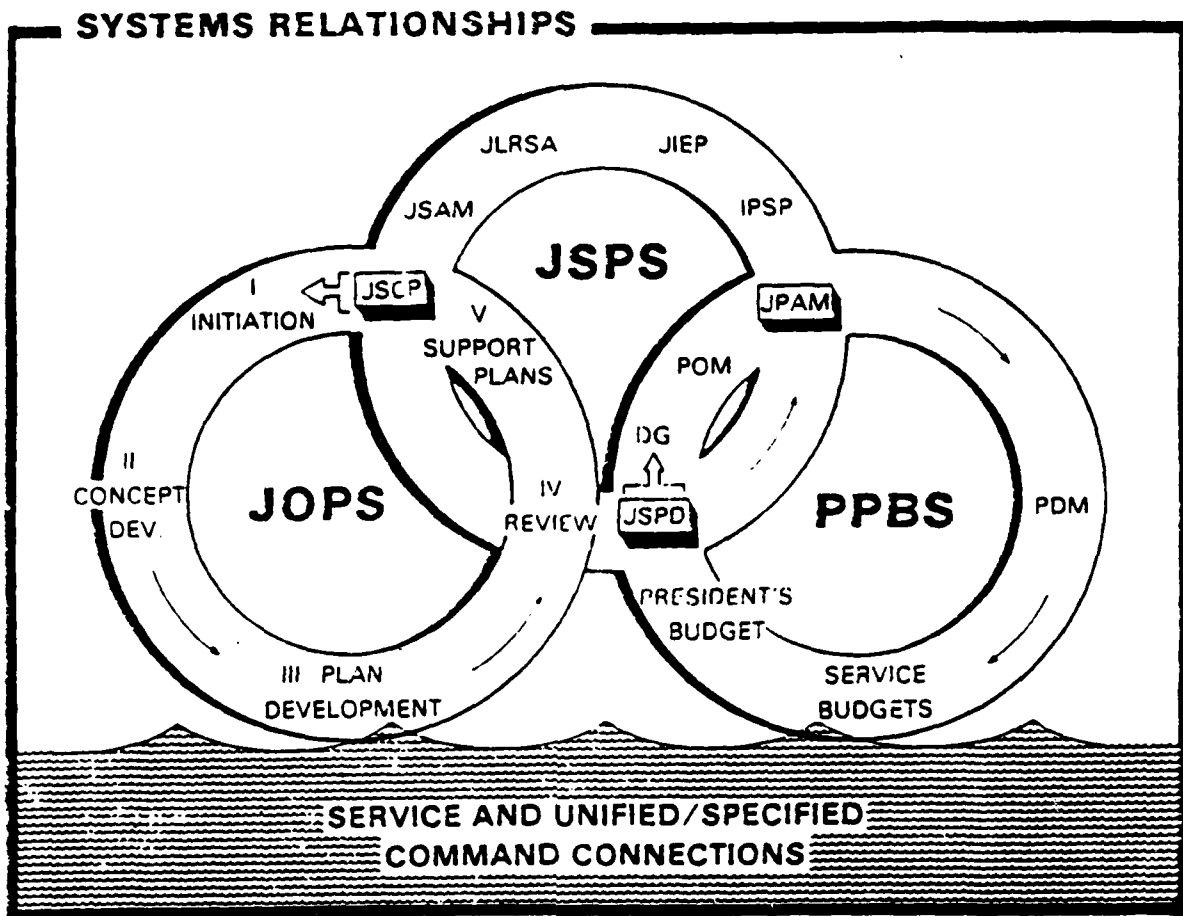 SYSTEMS RELATIONSHIPS
JLRSA
JIEP
JSAM
IPSP
JSPS
I
INITIATION
JSCP
JPAM
V
SUPPORT
PLANS
POM
DG
II
CONCEPT
DEV.
JOPS
IV
REVIEW
JSPD
PPBS
PDM
PRESIDENT'S
BUDGET
III PLAN
DEVELOPMENT
SERVICE
BUDGETS
SERVICE AND UNIFIED/SPECIFIED
COMMAND CONNECTIONS